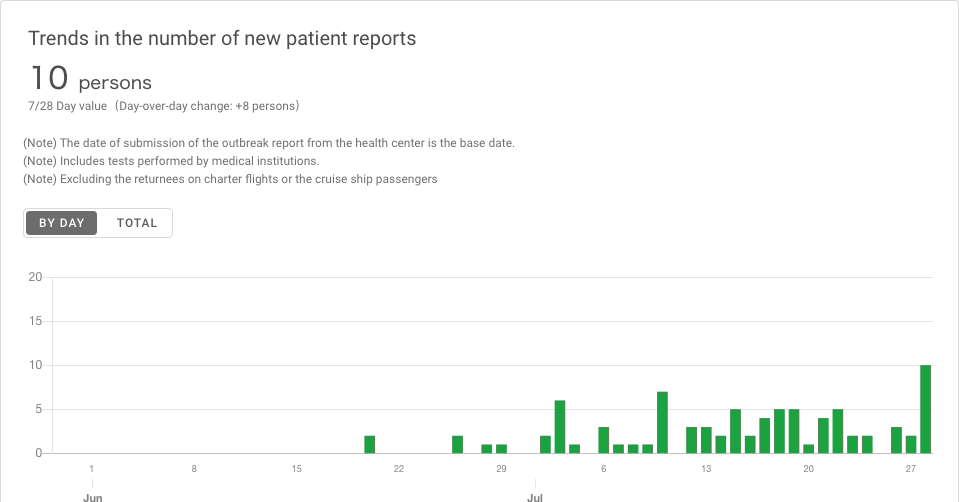 Trends in the number of new patient reports
10 persons
7/28 Day value（Day-over-day change: +8 persons）
(Note) The date of submission of the outbreak report from the health center is the base date.
(Note) Includes tests performed by medical institutions.
(Note) Excluding the returnees on charter flights or the cruise ship passengers
BY DAY TOTAL
20
15
10
5
0
1 8 15 22 29 6 13 20 27
Jun Jul